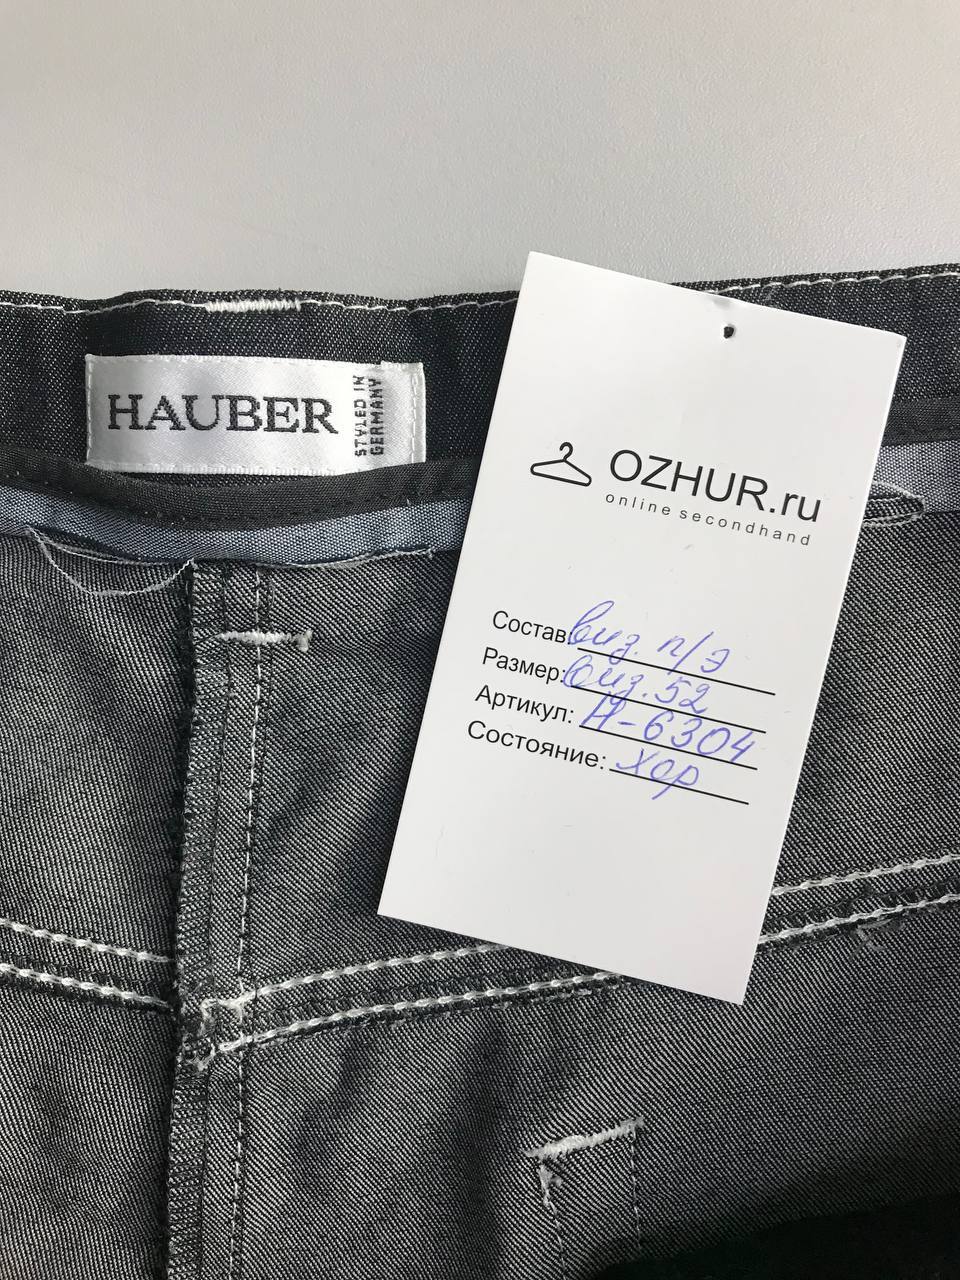 HAUBER
STYLED IN
GERMANY
OZHUR.ru
online secondhand
Состав: виз. п/э
Размер: виз. 52
Артикул: Н-6304
Состояние: хор